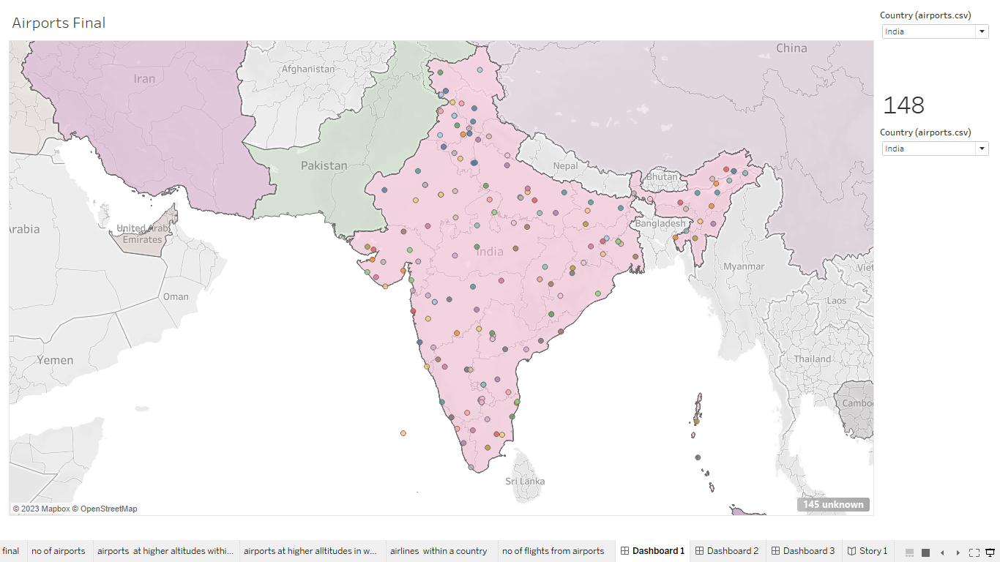 Airports Final
Country (airports.csv)
India
148
Country (airports.csv)
India
China
Afghanistan
Iran
Pakistan
Nepal
Bhutan
Bangladesh
United Arab
Emirates
rabia
India
Myanmar
Viet
Laos
Oman
Yemen
Thailand
Cambo
Sri Lanka
© 2023 Mapbox © OpenStreetMap
145 unknown
final
no of airports
airports  at higher altitudes withi...
airports at higher alltitudes in w...
airlines  within a country
no of flights from airports
Dashboard 1
Dashboard 2
Dashboard 3
Story 1